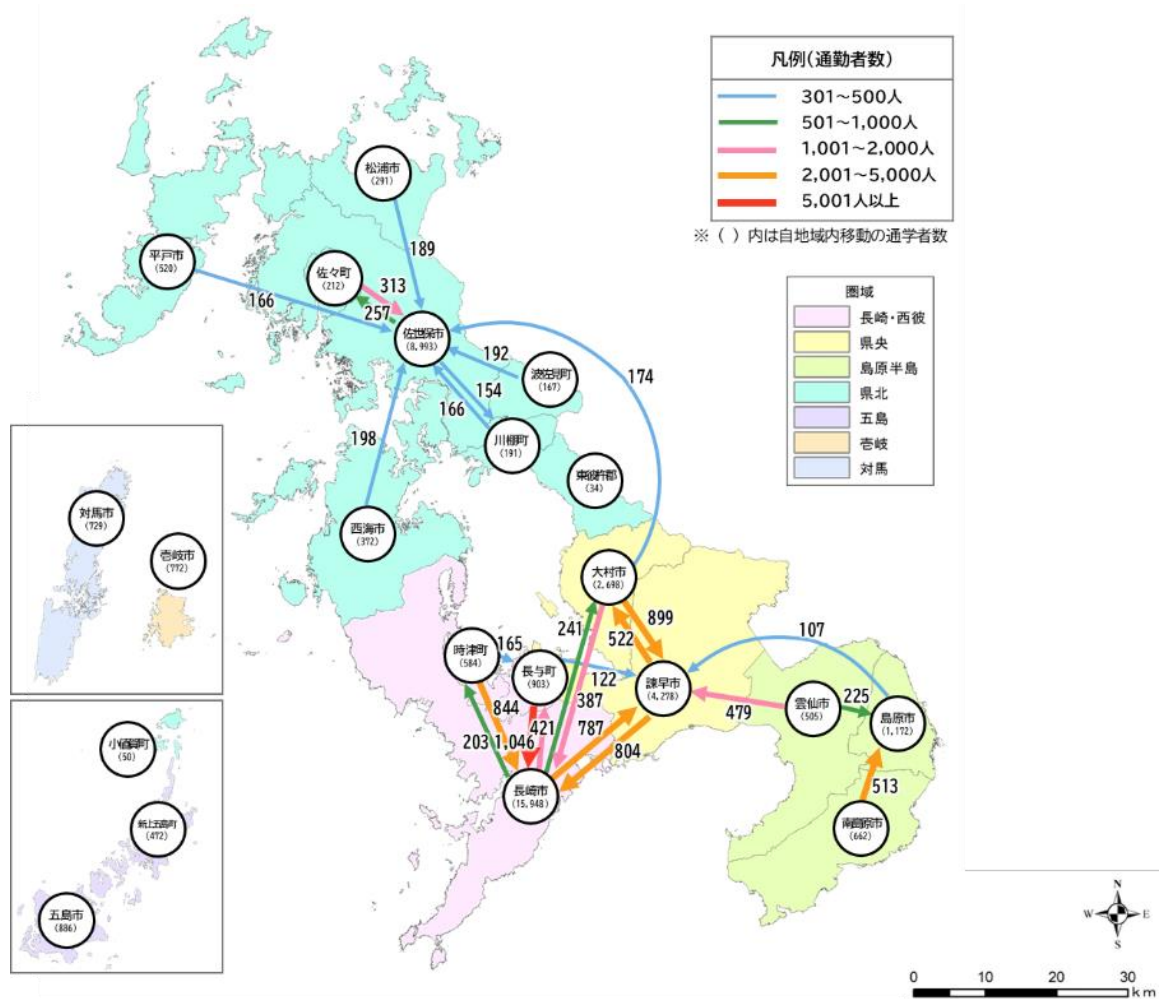 凡例(通勤者数)
301～500人
501～1,000人
1,001～2,000人
2,001～5,000人
5,001人以上
※ ( ) 内は自地域内移動の通学者数
圏域
長崎・西彼
県央
島原半島
県北
五島
壱岐
対馬
松浦市
(291)
189
平戸市
(520)
166
佐々町
(212)
313
257
佐世保市
(8,993)
192
波佐見町
(167)
174
154
166
川棚町
(191)
198
東彼杵郡
(34)
西海市
(372)
対馬市
(729)
壱岐市
(772)
大村市
(2,698)
899
241
522
107
時津町
(584)
165
長与町
(903)
122
諫早市
(4,278)
387
479
雲仙市
(505)
225
島原市
(1,172)
844
421
787
203
1,046
804
長崎市
(15,948)
513
南島原市
(662)
小値賀町
(50)
新上五島町
(472)
五島市
(886)
N
W
E
S
0 10 20 30
km